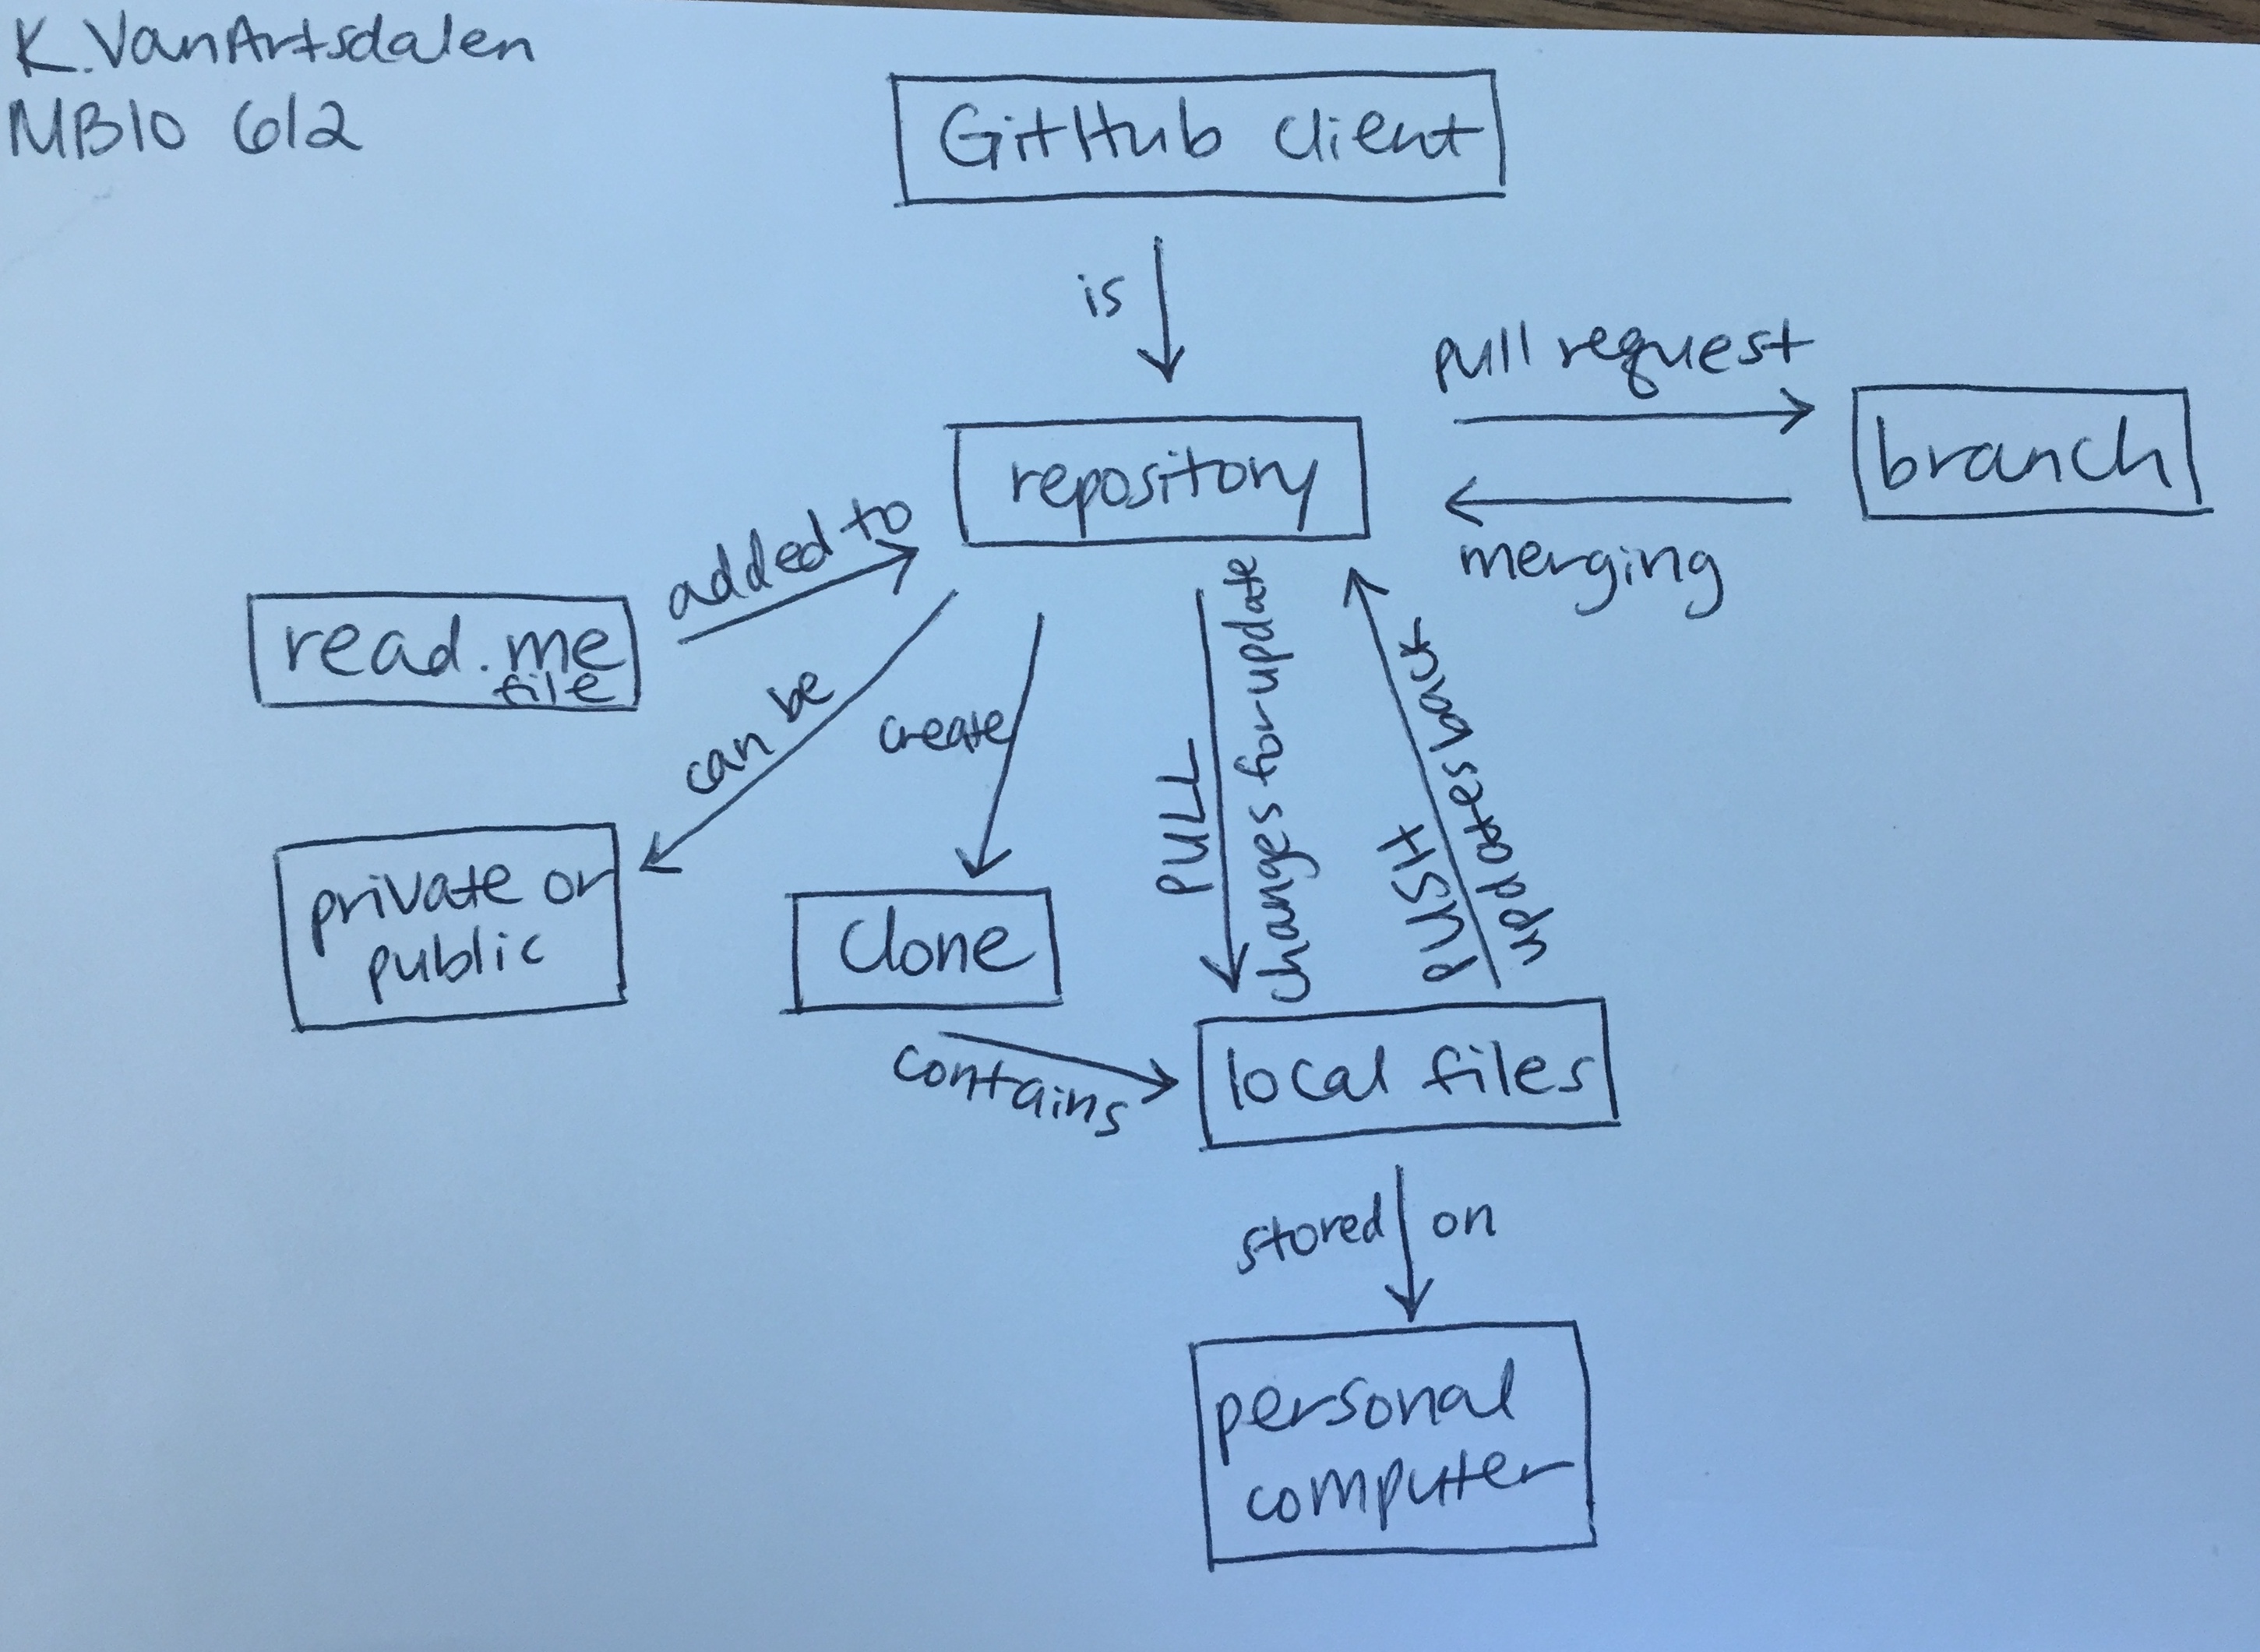 K. VanArtsdalen
MBIO 612
GitHub client
is
pull request
repository
branch
merging
added to
read.me
file
can be
create
PULL
changes for update
PUSH
updates back
private or
public
clone
contains
local files
stored on
personal
computer